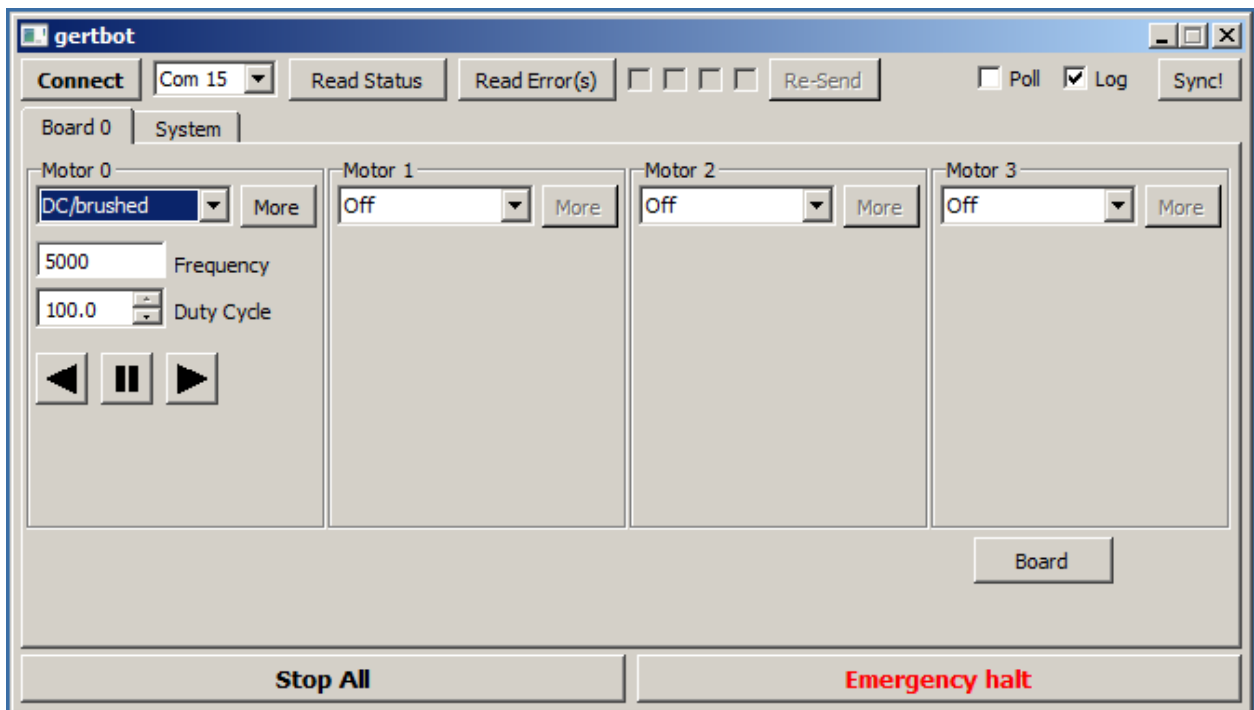 gertbot
Connect Com 15 Read Status Read Error(s) Re-Send Poll Log Sync!
Board 0 System
Motor 0 Motor 1 Motor 2 Motor 3
DC/brushed More Off More Off More Off More
5000 Frequency
100.0 Duty Cycle
Board
Stop All Emergency halt